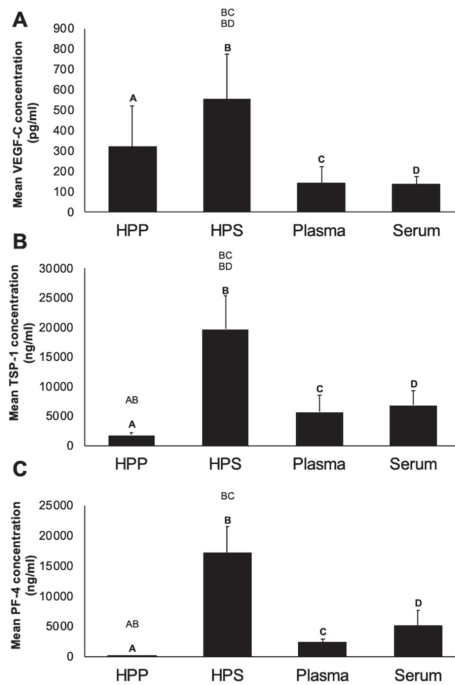 A
BC
BD
Mean VEGF-C concentration
(pg/ml)
900
800
700
600
500
400
300
200
100
0
A
B
C
D
HPP HPS Plasma Serum
B
BC
BD
Mean TSP-1 concentration
(ng/ml)
30000
25000
20000
15000
10000
5000
0
AB
A
B
C
D
HPP HPS Plasma Serum
C
BC
Mean PF-4 concentration
(ng/ml)
25000
20000
15000
10000
5000
0
AB
A
B
C
D
HPP HPS Plasma Serum